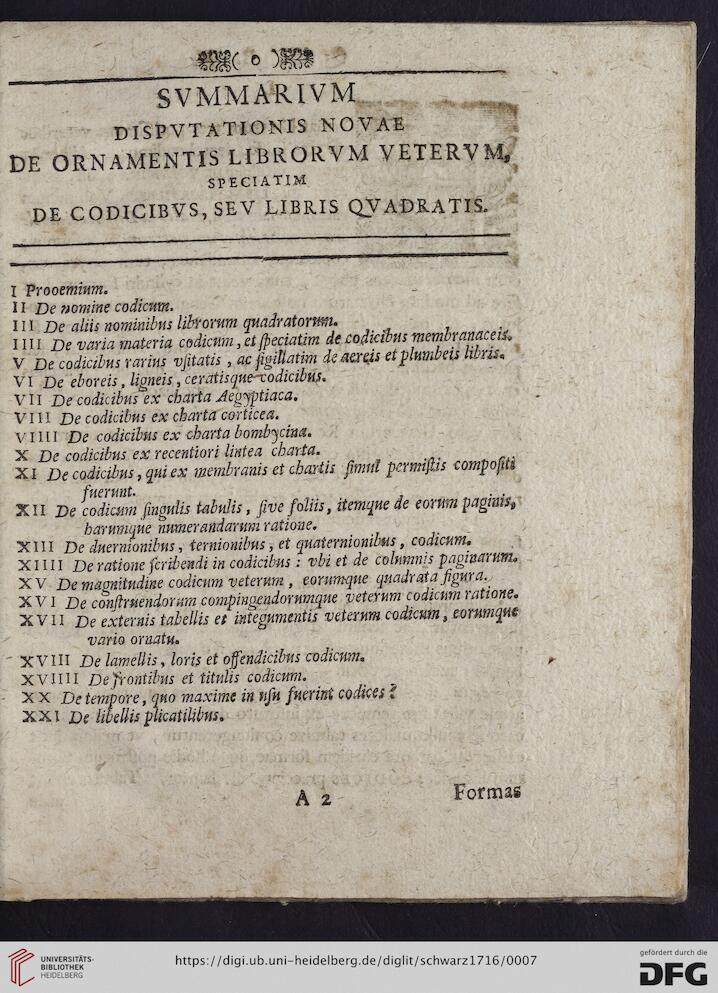 ( o )
SVMMARIVM
DISPVTATIONIS NOVAE
DE ORNAMENTIS LIBRORVM VETERVM,
SPECIATIM
DE CODICIBVS, SEV LIBRIS QVADRATIS.
I Prooemium.
II De nomine codicum.
III De aliis nominibus librorum quadratorum.
IIII De varia materia codicum, et ſpeciatim de codicibus membranaceis.
V De codicibus rarius vſitatis , ac ſigillatim de aereis et plumbeis libris.
VI De eboreis, ligneis, ceratisque codicibus.
VII De codicibus ex charta Aegyptiaca.
VIII De codicibus ex charta corticea.
VIIII De codicibus ex charta bombycina.
X De codicibus ex recentiori lintea charta.
XI De codicibus, qui ex membranis et chartis ſimul permiſtis compoſiti
fuerunt.
XII De codicum ſingulis tabulis, ſive foliis, itemque de eorum paginis,
harumque numerandarum ratione.
XIII De duernionibus, ternionibus, et quaternionibus, codicum.
XIIII De ratione ſcribendi in codicibus : vbi et de columnis paginarum.
XV De magnitudine codicum veterum, eorumque quadrata figura.
XVI De conſtruendorum compingendorumque veterum codicum ratione.
XVII De externis tabellis et integumentis veterum codicum, eorumque
vario ornatu.
XVIII De lamellis, loris et offendicibus codicum.
XVIIII De frontibus et titulis codicum.
XX De tempore, quo maxime in uſu fuerint codices?
XXI De libellis plicatilibus.
A 2 Formas
UNIVERSITÄTS-
BIBLIOTHEK
HEIDELBERG
https://digi.ub.uni-heidelberg.de/diglit/schwarz1716/0007
gefördert durch die
DFG